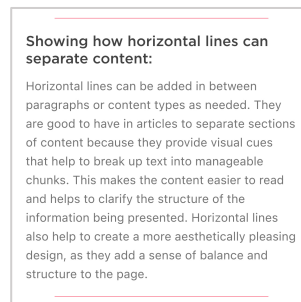 Showing how horizontal lines can
separate content:
Horizontal lines can be added in between
paragraphs or content types as needed. They
are good to have in articles to separate sections
of content because they provide visual cues
that help to break up text into manageable
chunks. This makes the content easier to read
and helps to clarify the structure of the
information being presented. Horizontal lines
also help to create a more aesthetically pleasing
design, as they add a sense of balance and
structure to the page.